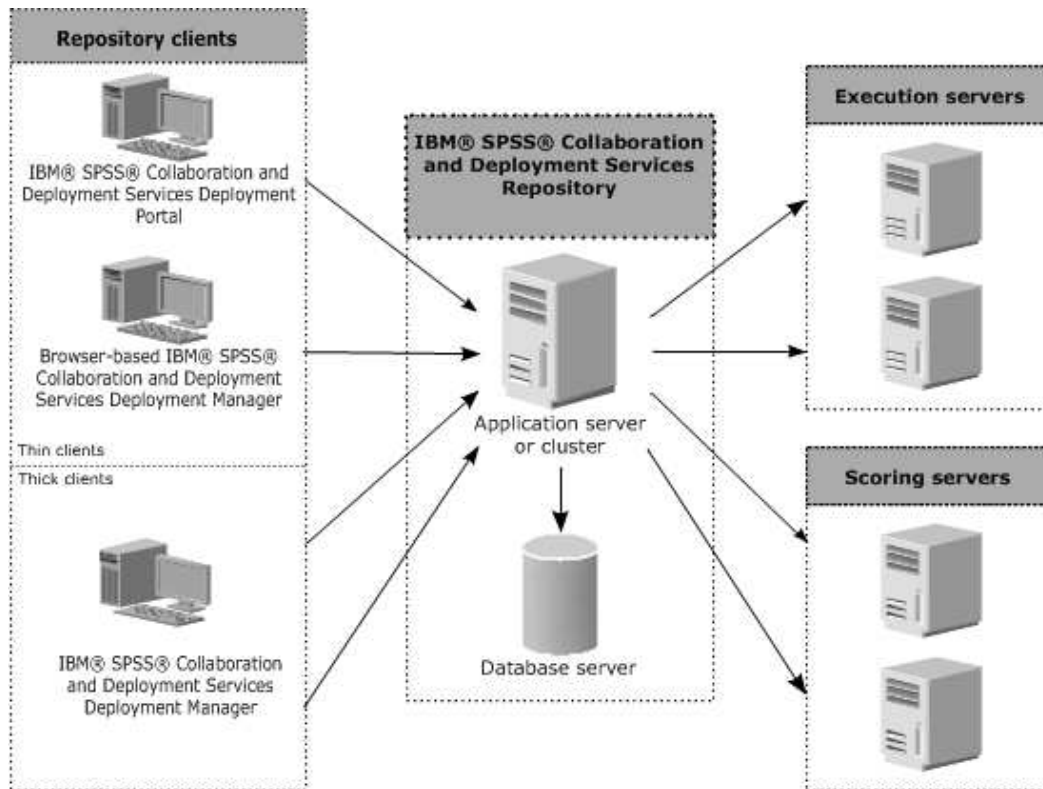 Repository clients
IBM® SPSS® Collaboration and
Deployment Services Deployment
Portal
Browser-based IBM® SPSS®
Collaboration and Deployment
Services Deployment Manager
Thin clients
Thick clients
IBM® SPSS® Collaboration
and Deployment Services
Deployment Manager
IBM® SPSS® Collaboration
and Deployment Services
Repository
Application server
or cluster
Database server
Execution servers
Scoring servers